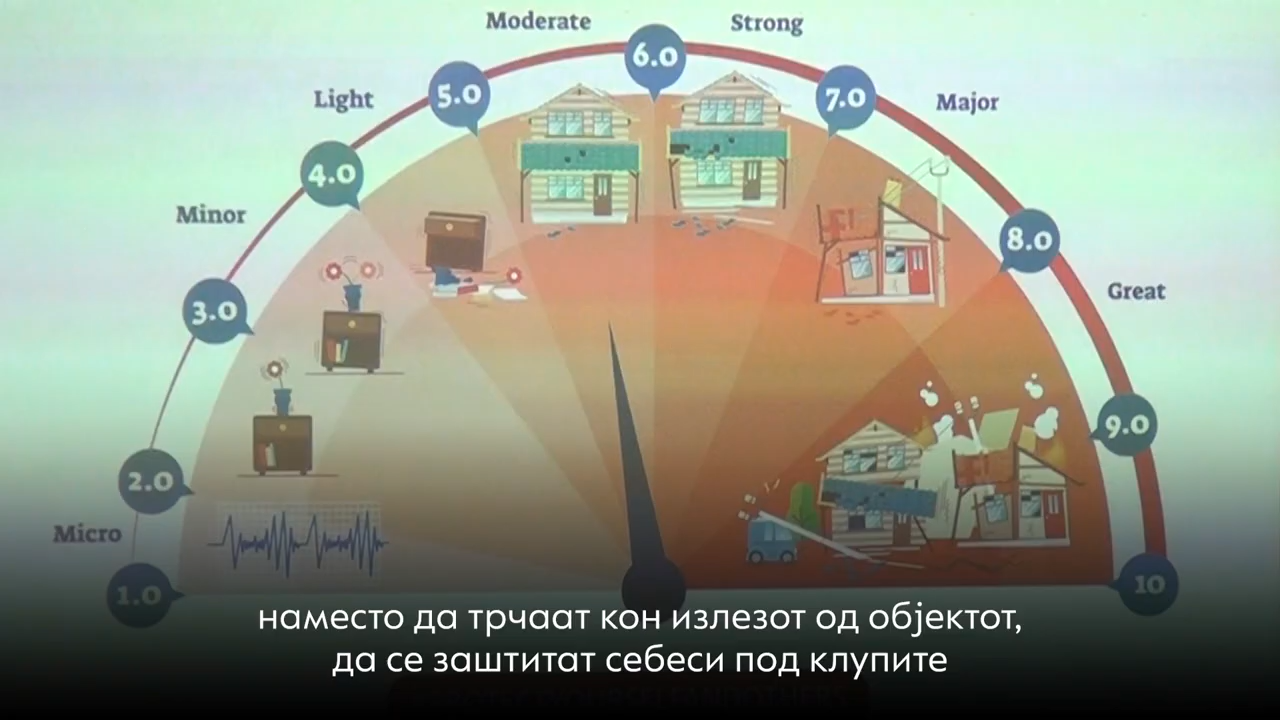 Moderate
Strong
6.0
5.0
7.0
Light
Major
4.0
Minor
8.0
3.0
Great
9.0
2.0
Micro
1.0
10
наместо да трчаат кон излезот од објектот,
да се заштитат себеси под клупите